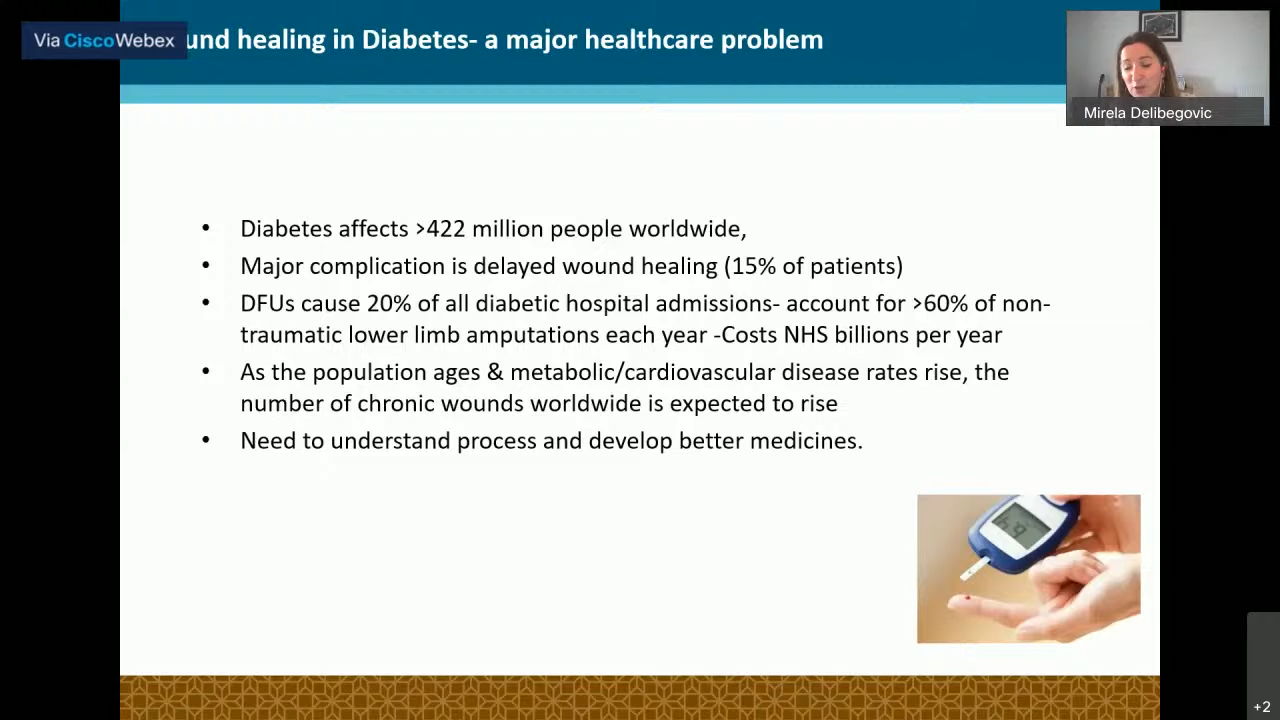 Via Cisco Webex
und healing in Diabetes- a major healthcare problem
Mirela Delibegovic
• Diabetes affects >422 million people worldwide,
• Major complication is delayed wound healing (15% of patients)
• DFUs cause 20% of all diabetic hospital admissions- account for >60% of non-
traumatic lower limb amputations each year -Costs NHS billions per year
• As the population ages & metabolic/cardiovascular disease rates rise, the
number of chronic wounds worldwide is expected to rise
• Need to understand process and develop better medicines.
+2